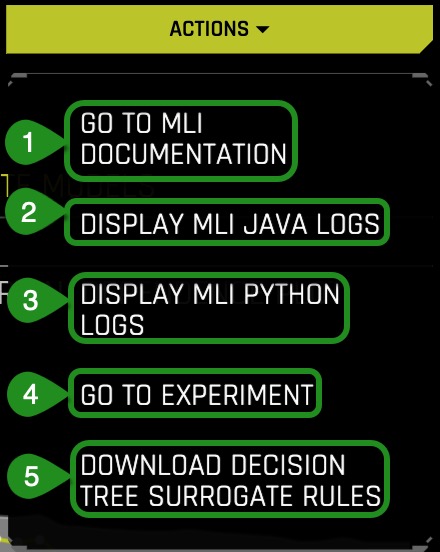 ACTIONS
1
GO TO MLI
DOCUMENTATION
2
DISPLAY MLI JAVA LOGS
3
DISPLAY MLI PYTHON
LOGS
4
GO TO EXPERIMENT
5
DOWNLOAD DECISION
TREE SURROGATE RULES